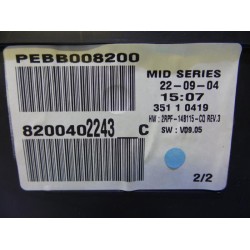 PEBB008200
MID SERIES
22-09-04
15:07
351 1 0419
8200402243 C
HW : 2RPF-14B115-CQ REV.3
SW : V09.05
2/2